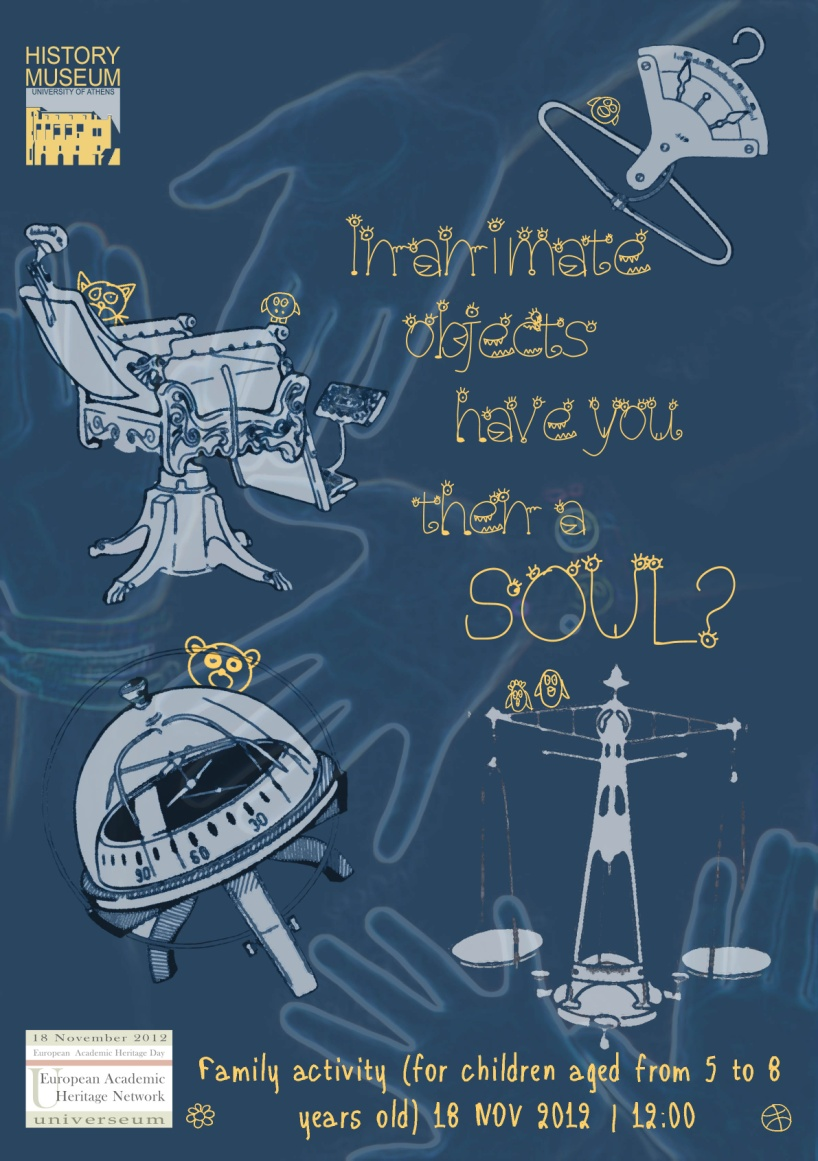 HISTORY
MUSEUM
UNIVERSITY OF ATHENS
Inanimate
objects
have you
then a
SOUL?
30
60
90
18 November 2012
European Academic Heritage Day
European Academic
Heritage Network
universeum
Family activity (for children aged from 5 to 8
years old) 18 NOV 2012 | 12:00